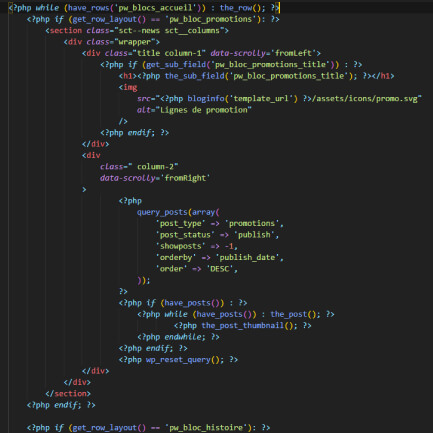 <?php while (have_rows('pw_blocs_accueil')) : the_row(); ?>
<?php if (get_row_layout() == 'pw_bloc_promotions'): ?>
<section class="sct--news sct__columns">
<div class="wrapper">
<div class="title column-1" data-scroll='fromLeft'>
<?php if (get_sub_field('pw_bloc_promotions_title')) : ?>
<h1><?php the_sub_field('pw_bloc_promotions_title'); ?></h1>
<img
src="<?php bloginfo('template_url') ?>/assets/icons/promo.svg"
alt="Lignes de promotion"
/>
<?php endif; ?>
</div>
<div
class=" column-2"
data-scroll='fromRight'
>
<?php
query_posts(array(
'post_type' => 'promotions',
'post_status' => 'publish',
'showposts' => -1,
'orderby' => 'publish_date',
'order' => 'DESC',
));
?>
<?php if (have_posts()) : ?>
<?php while (have_posts()) : the_post(); ?>
<?php the_post_thumbnail(); ?>
<?php endwhile; ?>
<?php endif; ?>
<?php wp_reset_query(); ?>
</div>
</div>
</section>
<?php endif; ?>
<?php if (get_row_layout() == 'pw_bloc_histoire'): ?>